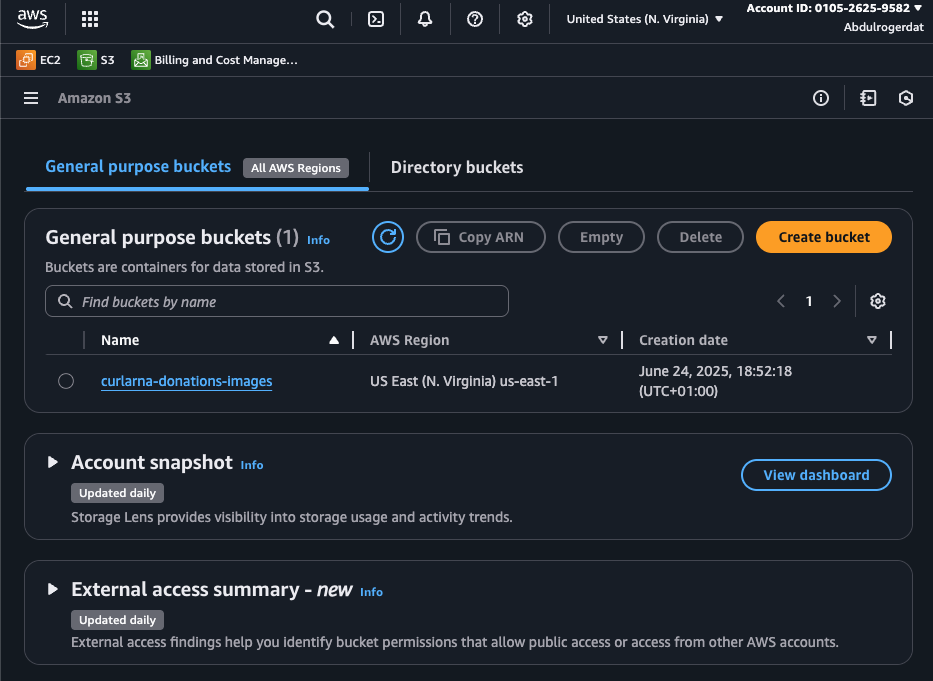 aws
United States (N. Virginia)
Account ID: 0105-2625-9582
Abdulrogerdat
EC2
S3
Billing and Cost Manage...
Amazon S3
General purpose buckets
All AWS Regions
Directory buckets
General purpose buckets (1) Info
Copy ARN
Empty
Delete
Create bucket
Buckets are containers for data stored in S3.
Find buckets by name
1
Name
AWS Region
Creation date
curlarna-donations-images
US East (N. Virginia) us-east-1
June 24, 2025, 18:52:18
(UTC+01:00)
Account snapshot Info
View dashboard
Updated daily
Storage Lens provides visibility into storage usage and activity trends.
External access summary - new Info
Updated daily
External access findings help you identify bucket permissions that allow public access or access from other AWS accounts.